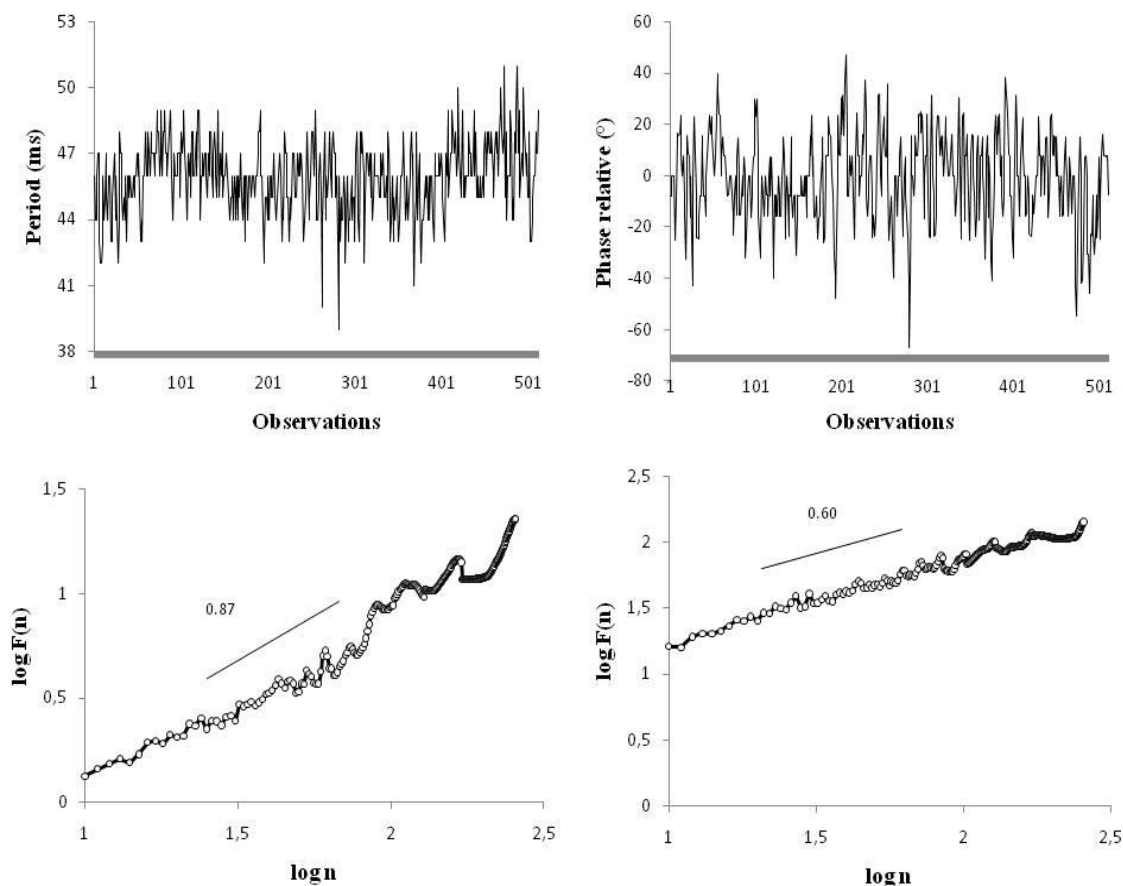 53
50
47
44
41
38
Period (ms)
1 101 201 301 401 501
Observations
60
40
20
0
-20
-40
-60
-80
Phase relative (°)
1 101 201 301 401 501
Observations
1,5
1
0,5
0
log F(n)
0.87
1 1,5 2 2,5
log n
2,5
2
1,5
1
0,5
0
log F(n)
0.60
1 1,5 2 2,5
log n